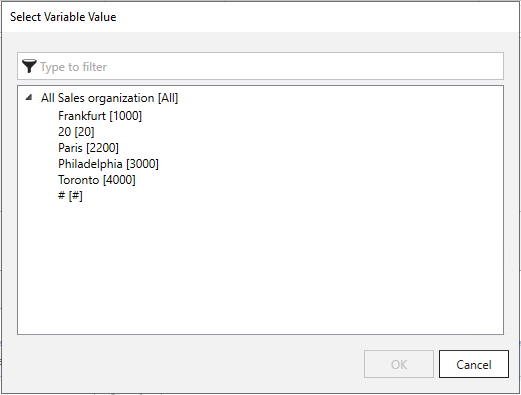 Select Variable Value
Type to filter
All Sales organization [All]
Frankfurt [1000]
20 [20]
Paris [2200]
Philadelphia [3000]
Toronto [4000]
# [#]
OK
Cancel